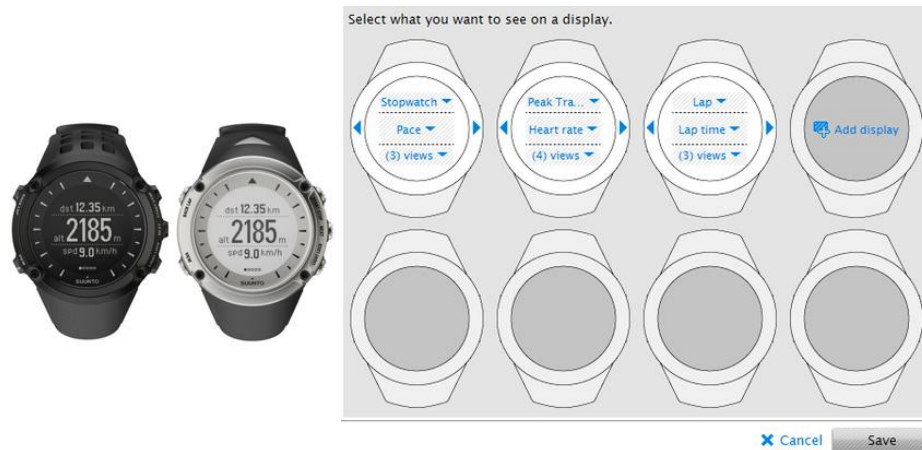 dst 12.35 km
alt 2185 m
spd 9.0 km/h
SUUNTO
dst 12.35 km
alt 2185 m
spd 9.0 km/h
SUUNTO
Select what you want to see on a display.
Stopwatch
Pace
(3) views
Peak Tra...
Heart rate
(4) views
Lap
Lap time
(3) views
Add display
Cancel
Save